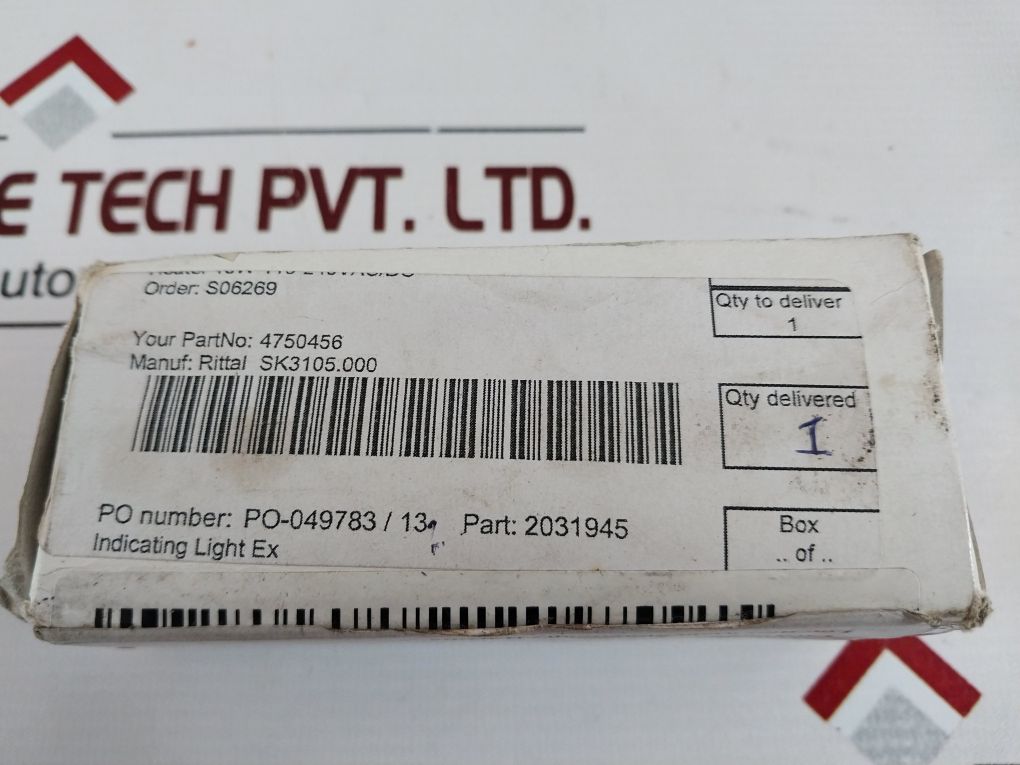 E TECH PVT. LTD.
uto
Order: S06269
Qty to deliver
1
Your PartNo: 4750456
Manuf: Rittal SK3105.000
Qty delivered
1
PO number: PO-049783 / 13 Part: 2031945
Indicating Light Ex
Box
.. of ..